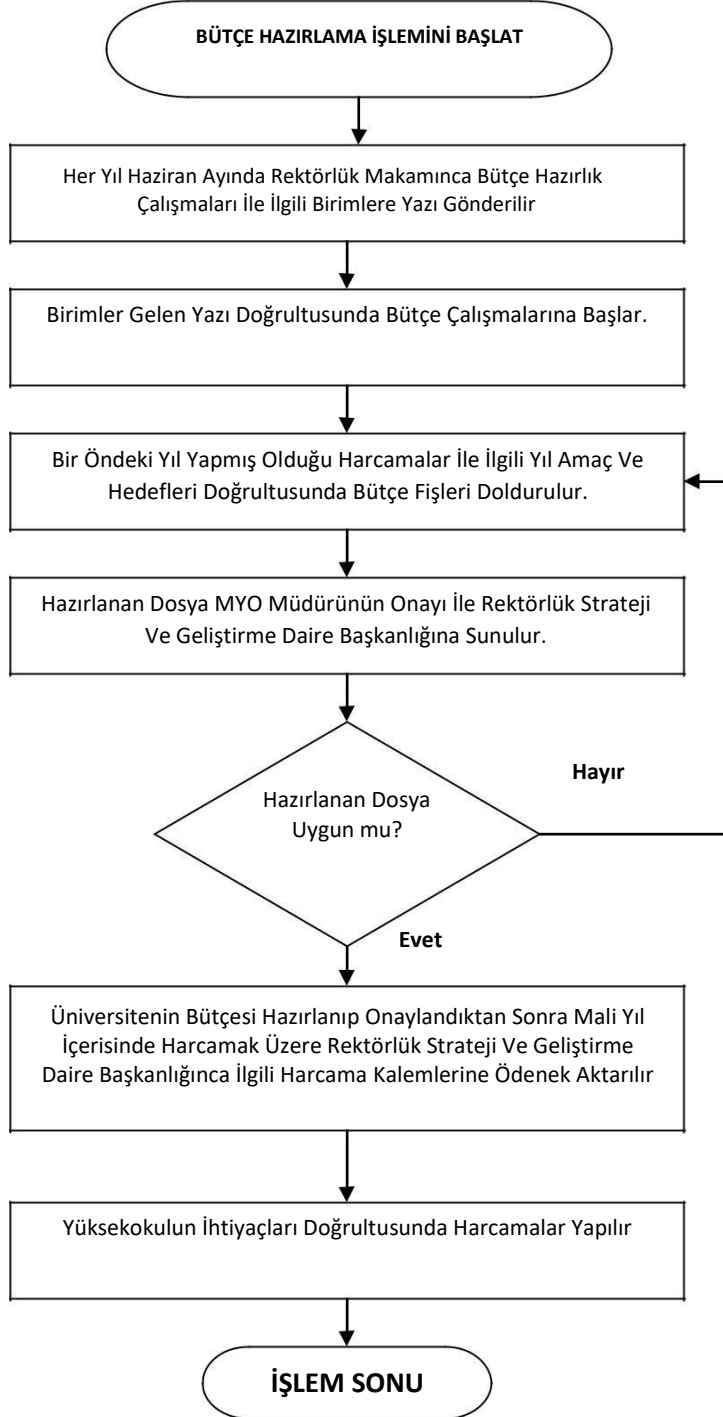 BÜTÇE HAZIRLAMA İŞLEMİNİ BAŞLAT
Her Yıl Haziran Ayında Rektörlük Makamınca Bütçe Hazırlık
Çalışmaları İle İlgili Birimlere Yazı Gönderilir
Birimler Gelen Yazı Doğrultusunda Bütçe Çalışmalarına Başlar.
Bir Öndeki Yıl Yapmış Olduğu Harcamalar İle İlgili Yıl Amaç Ve
Hedefleri Doğrultusunda Bütçe Fişleri Doldurulur.
Hazırlanan Dosya MYO Müdürünün Onayı İle Rektörlük Strateji
Ve Geliştirme Daire Başkanlığına Sunulur.
Hayır
Hazırlanan Dosya
Uygun mu?
Evet
Üniversitenin Bütçesi Hazırlanıp Onaylandıktan Sonra Mali Yıl
İçerisinde Harcamak Üzere Rektörlük Strateji Ve Geliştirme
Daire Başkanlığınca İlgili Harcama Kalemlerine Ödenek Aktarılır
Yüksekokulun İhtiyaçları Doğrultusunda Harcamalar Yapılır
İŞLEM SONU